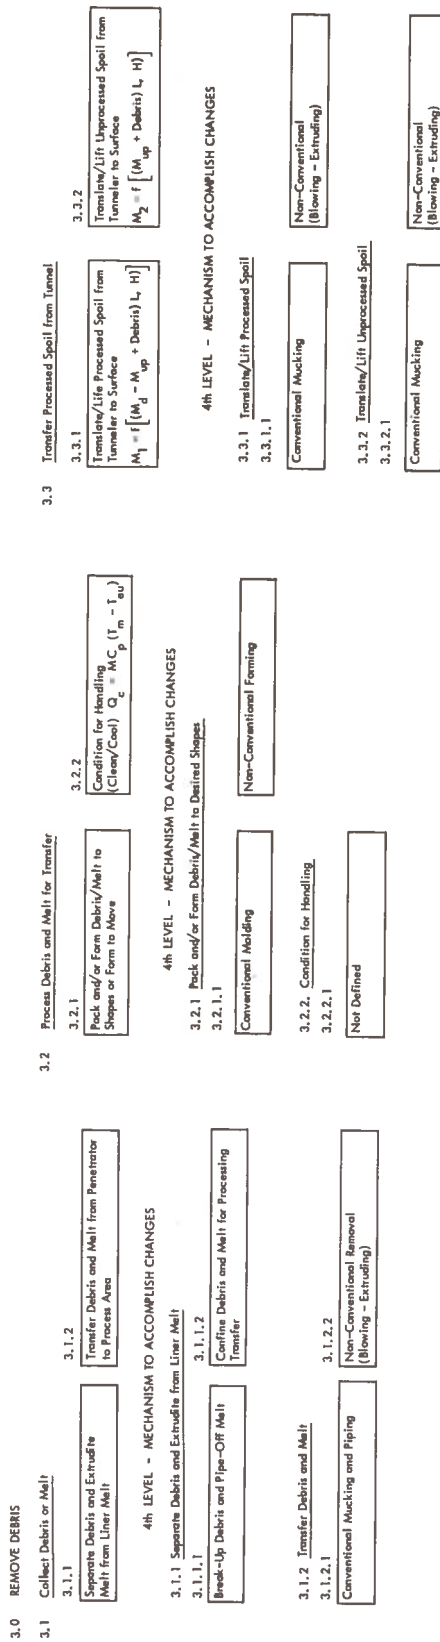 3.0 REMOVE DEBRIS
3.1 Collect Debris or Melt
3.1.1
Separate Debris and Extrudite
Melt from Liner Melt
3.1.2
Transfer Debris and Melt from Penetrator
to Process Area
4th LEVEL - MECHANISM TO ACCOMPLISH CHANGES
3.1.1 Separate Debris and Extrudite from Liner Melt
3.1.1.1
Break-Up Debris and Pipe-Off Melt
3.1.1.2
Confine Debris and Melt for Processing
Transfer
3.1.2 Transfer Debris and Melt
3.1.2.1
Conventional Mucking and Piping
3.1.2.2
Non-Conventional Removal
(Blowing - Extruding)
3.2 Process Debris and Melt for Transfer
3.2.1
Pack and/or Form Debris/Melt to
Shapes or Form to Move
3.2.2
Condition for Handling
(Clean/Cool) Q_c = MC_p (T_m - T_eu)
4th LEVEL - MECHANISM TO ACCOMPLISH CHANGES
3.2.1 Pack and/or Form Debris/Melt to Desired Shapes
3.2.1.1
Conventional Molding
Non-Conventional Forming
3.2.2. Condition for Handling
3.2.2.1
Not Defined
3.3 Transfer Processed Spoil from Tunnel
3.3.1
Translate/Life Processed Spoil from
Tunneler to Surface
M_1 = f [(M_d - M_up + Debris) L, H)]
3.3.2
Translate/Lift Unprocessed Spoil from
Tunneler to Surface
M_2 = f [(M_up + Debris) L, H)]
4th LEVEL - MECHANISM TO ACCOMPLISH CHANGES
3.3.1 Translate/Lift Processed Spoil
3.3.1.1
Conventional Mucking
Non-Conventional
(Blowing - Extruding)
3.3.2 Translate/Lift Unprocessed Spoil
3.3.2.1
Conventional Mucking
Non-Conventional
(Blowing - Extruding)